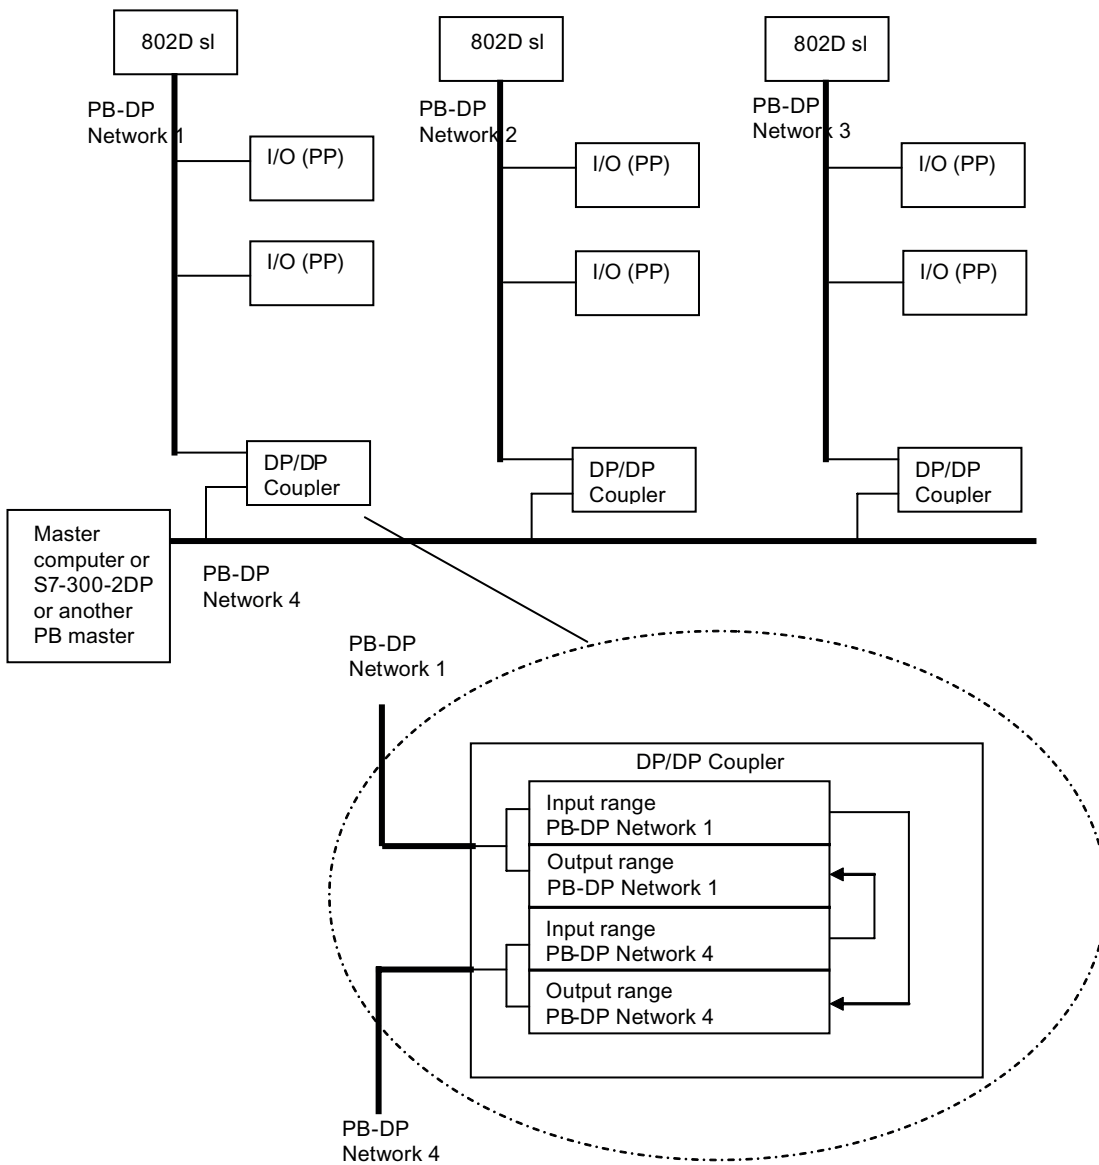 802D sl
802D sl
802D sl
PB-DP
Network 1
PB-DP
Network 2
PB-DP
Network 3
I/O (PP)
I/O (PP)
I/O (PP)
I/O (PP)
I/O (PP)
I/O (PP)
DP/DP
Coupler
DP/DP
Coupler
DP/DP
Coupler
Master
computer or
S7-300-2DP
or another
PB master
PB-DP
Network 4
PB-DP
Network 1
DP/DP Coupler
Input range
PB-DP Network 1
Output range
PB-DP Network 1
Input range
PB-DP Network 4
Output range
PB-DP Network 4
PB-DP
Network 4